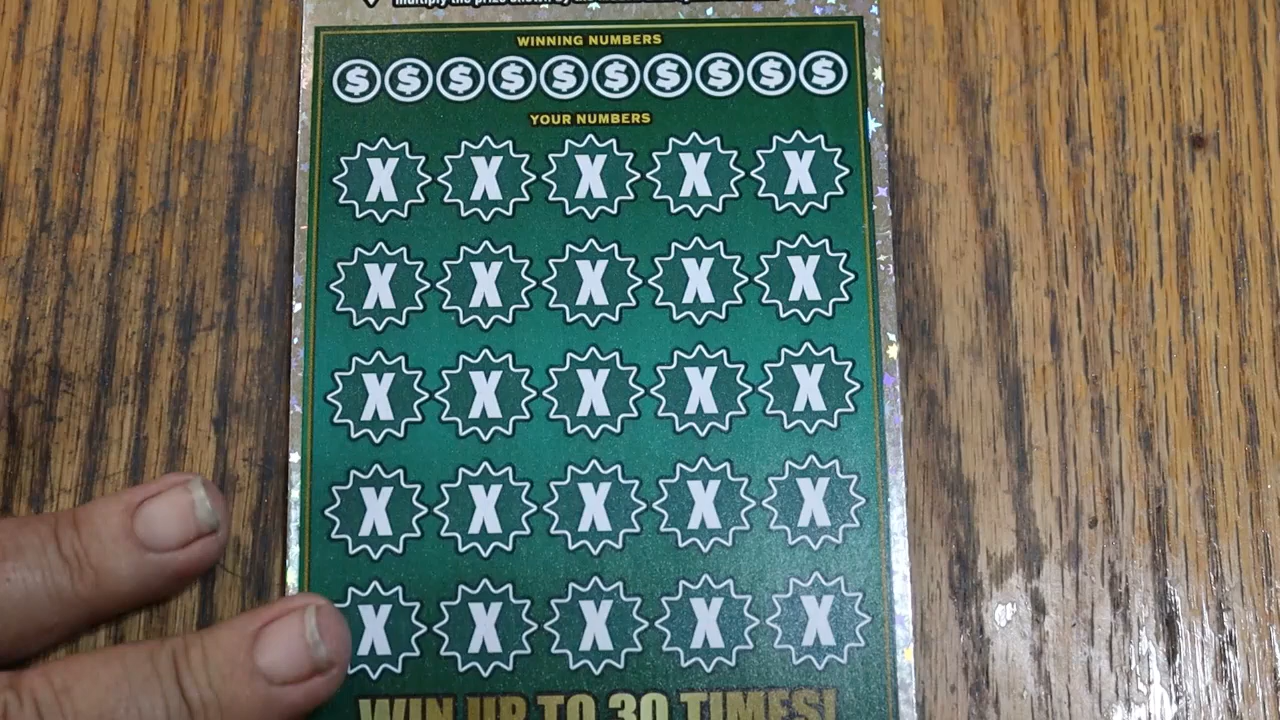 WINNING NUMBERS
$ $ $ $ $ $ $ $ $ $
YOUR NUMBERS
X X X X X
X X X X X
X X X X X
X X X X X
X X X X X
WIN UP TO 30 TIMES!